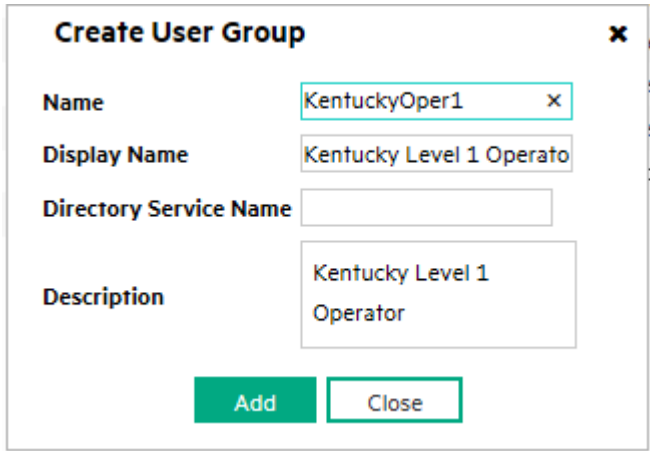 Create User Group
Name KentuckyOper1
Display Name Kentucky Level 1 Operato
Directory Service Name
Description Kentucky Level 1
Operator
Add Close